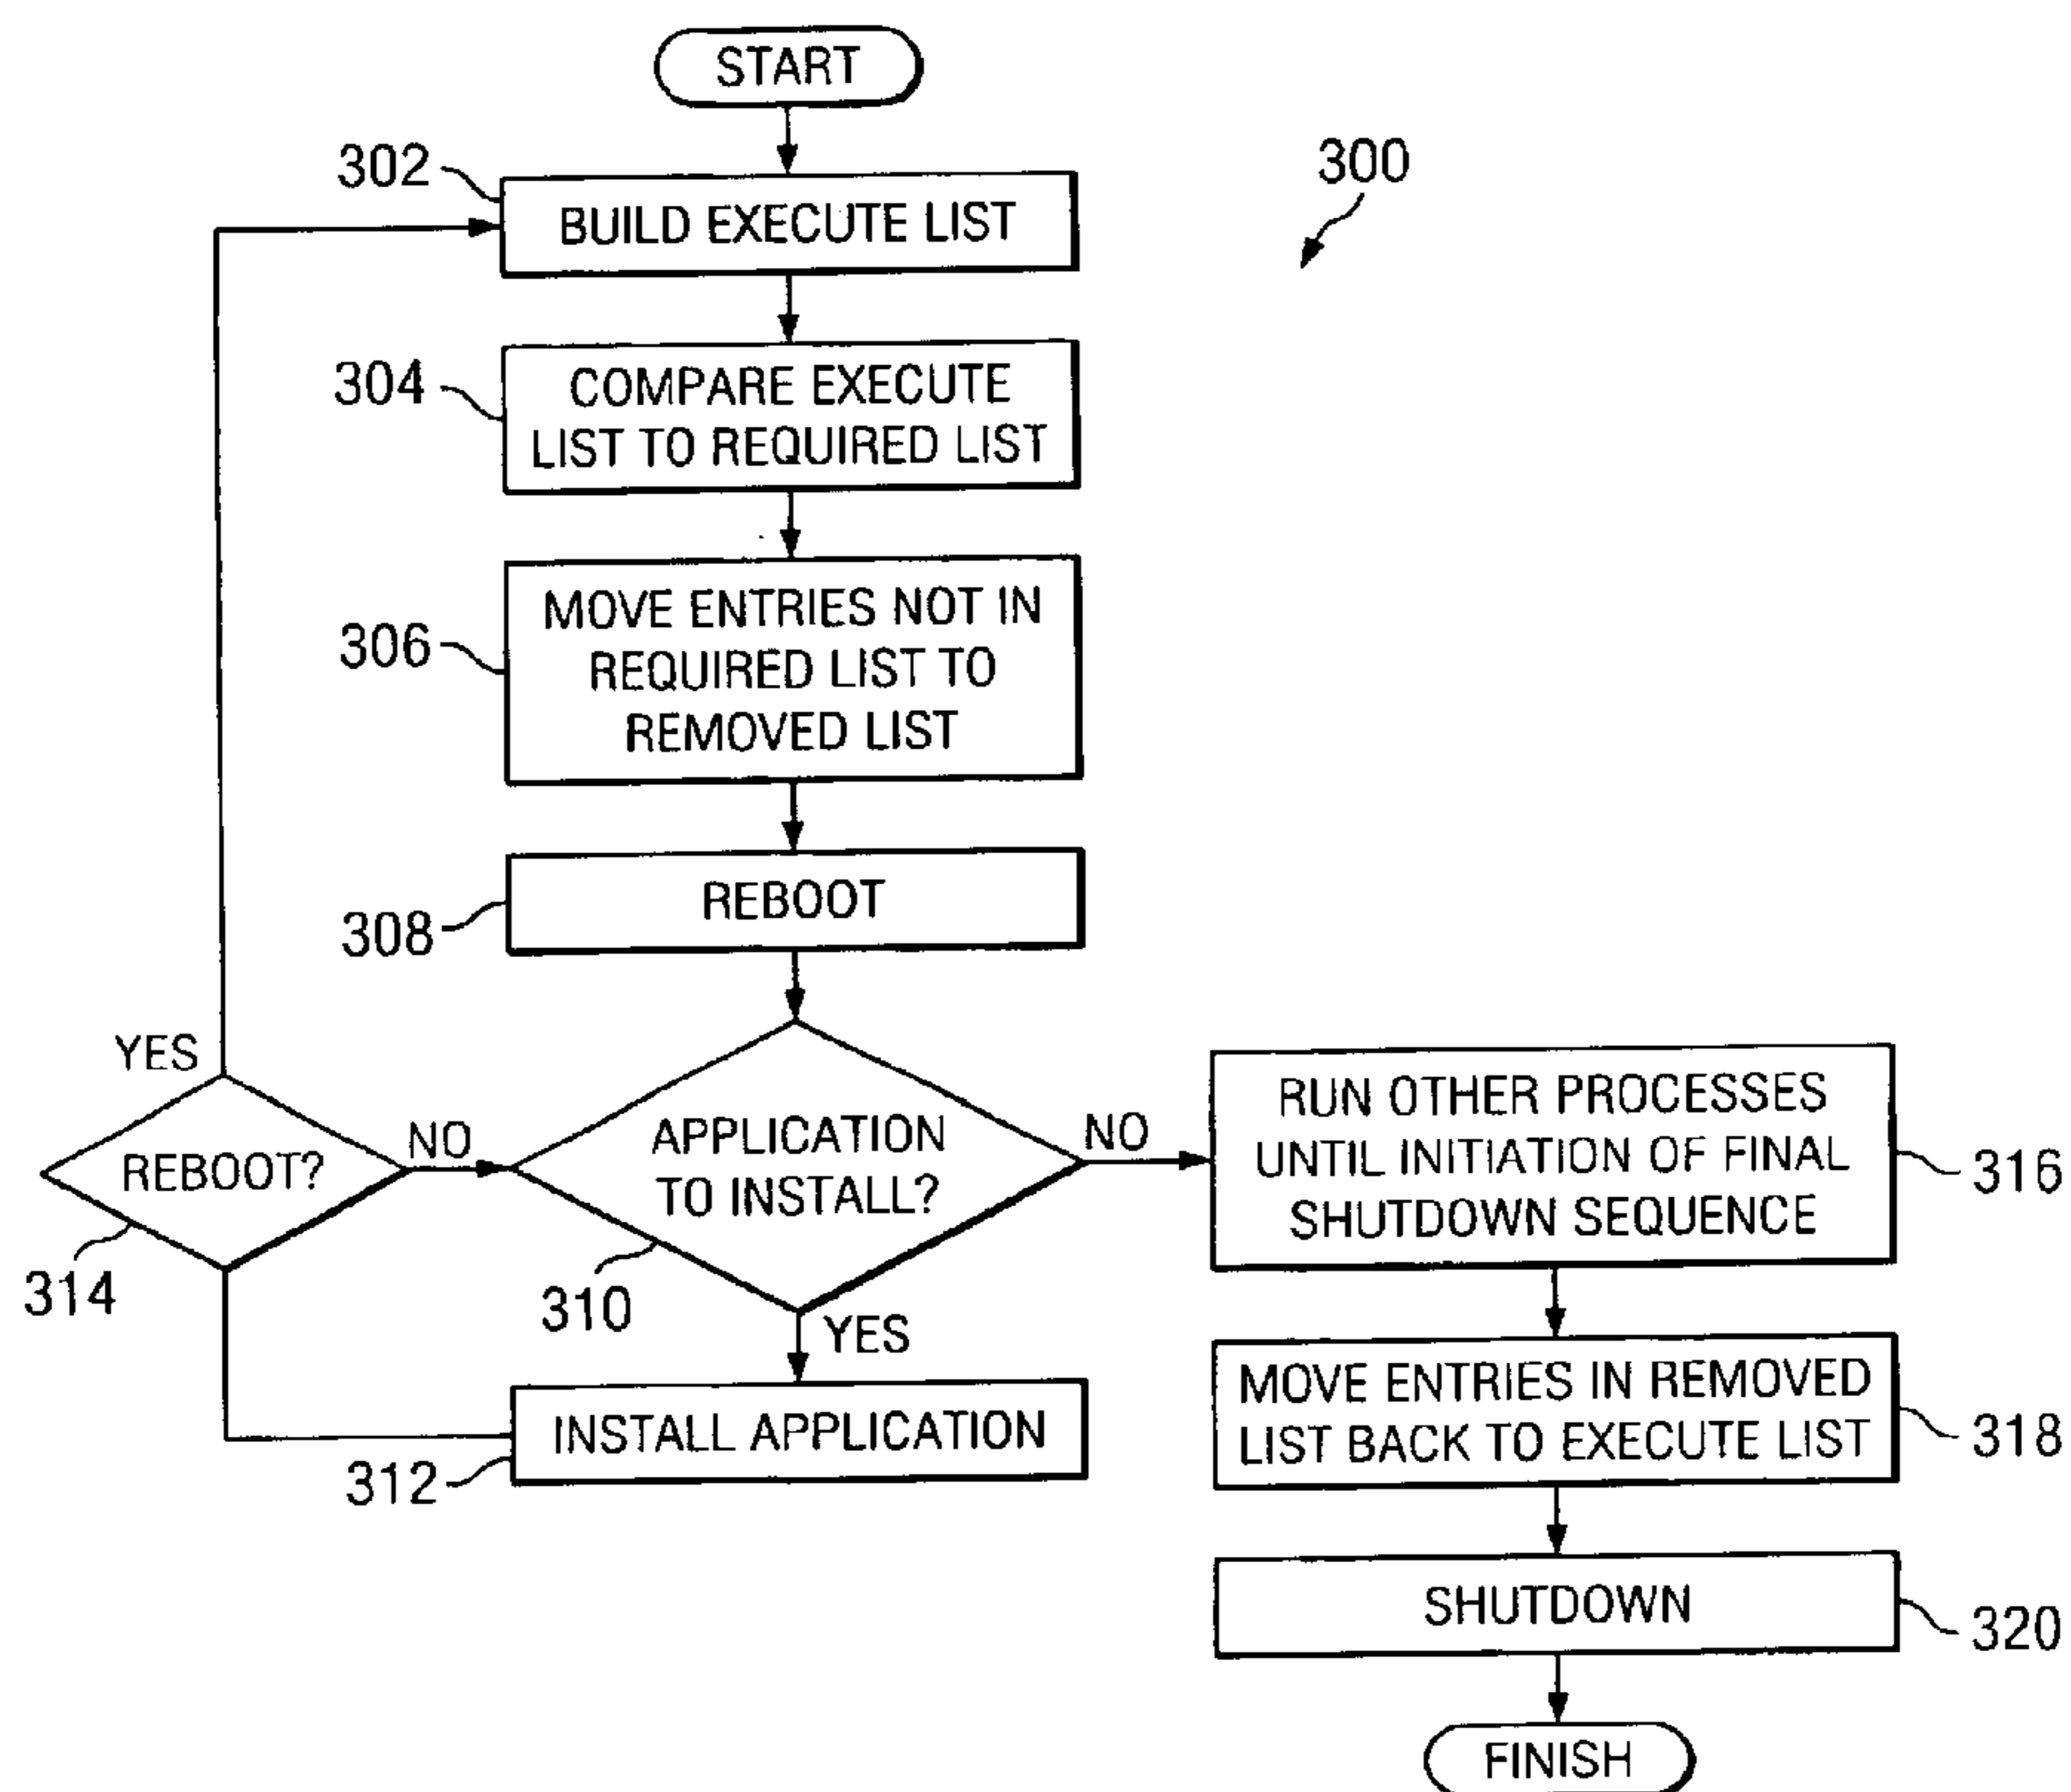 START
300
302
BUILD EXECUTE LIST
304
COMPARE EXECUTE
LIST TO REQUIRED LIST
306
MOVE ENTRIES NOT IN
REQUIRED LIST TO
REMOVED LIST
308
REBOOT
YES
REBOOT?
314
NO
APPLICATION
TO INSTALL?
310
NO
YES
312
INSTALL APPLICATION
RUN OTHER PROCESSES
UNTIL INITIATION OF FINAL
SHUTDOWN SEQUENCE
316
MOVE ENTRIES IN REMOVED
LIST BACK TO EXECUTE LIST
318
SHUTDOWN
320
FINISH